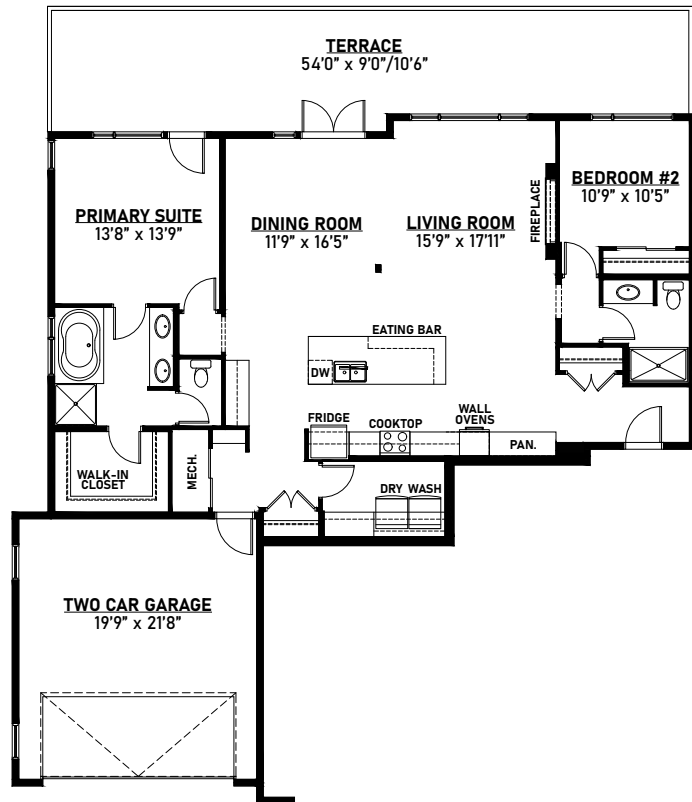 TERRACE
54'0" x 9'0"/10'6"
PRIMARY SUITE
13'8" x 13'9"
DINING ROOM
11'9" x 16'5"
LIVING ROOM
15'9" x 17'11"
FIREPLACE
BEDROOM #2
10'9" x 10'5"
EATING BAR
DW
FRIDGE
COOKTOP
WALL
OVENS
PAN.
WALK-IN
CLOSET
MECH.
DRY WASH
TWO CAR GARAGE
19'9" x 21'8"